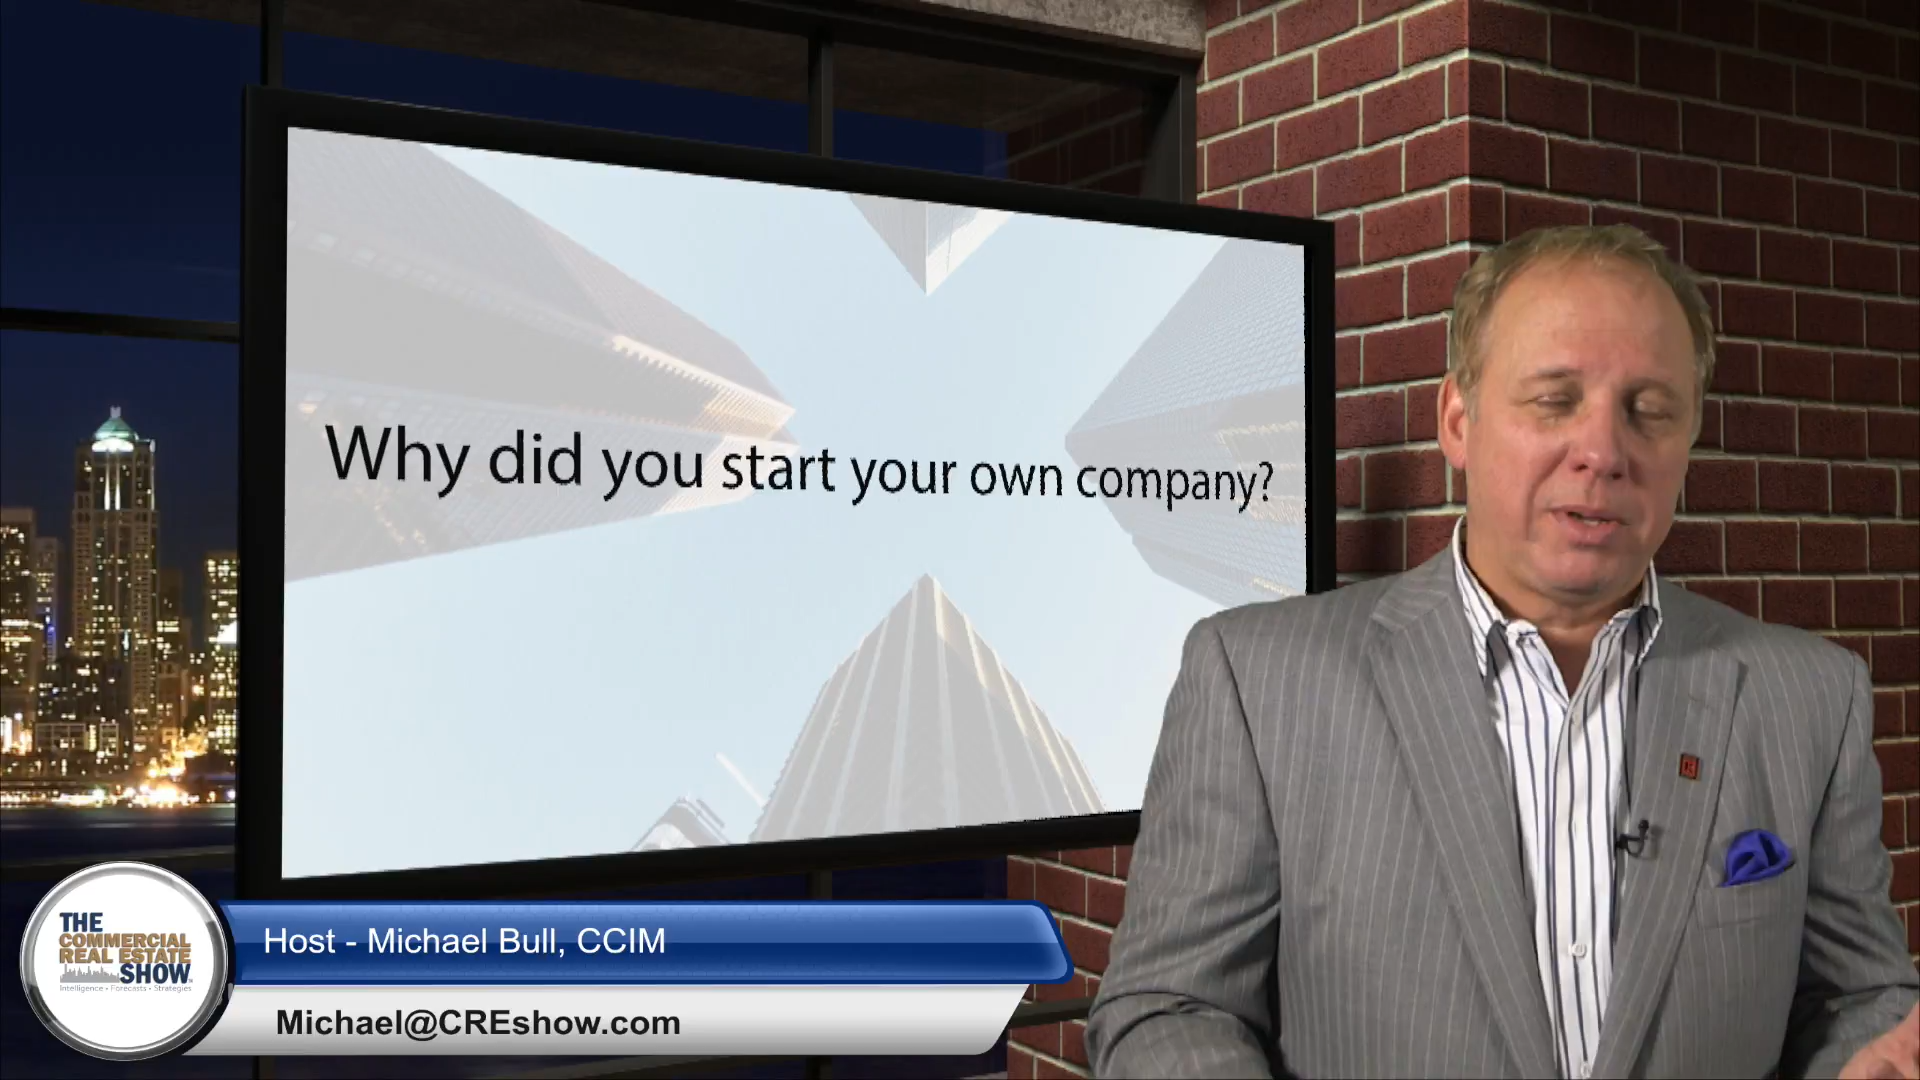 Why did you start your own company?
THE
COMMERCIAL
REAL ESTATE
SHOW
Intelligence • Forecasts • Strategies
Host - Michael Bull, CCIM
Michael@CREshow.com